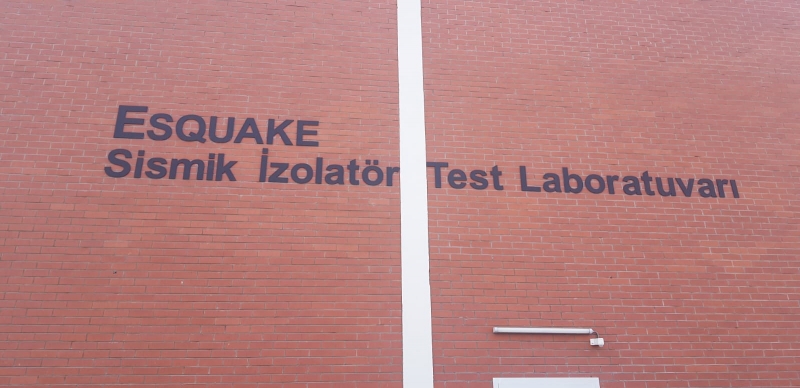 ESQUAKE
Sismik İzolatör Test Laboratuvarı